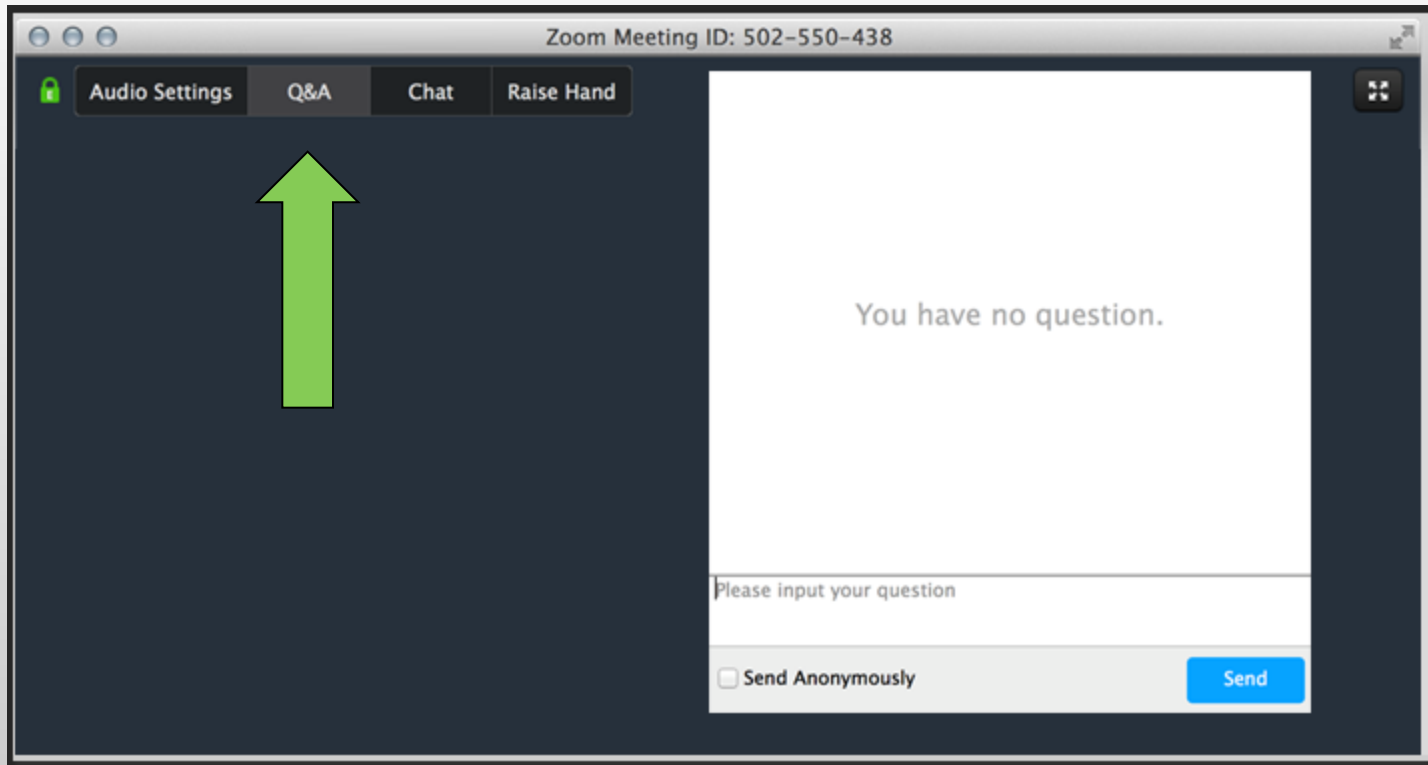 Zoom Meeting ID: 502-550-438
Audio Settings Q&A Chat Raise Hand
You have no question.
Please input your question
Send Anonymously Send